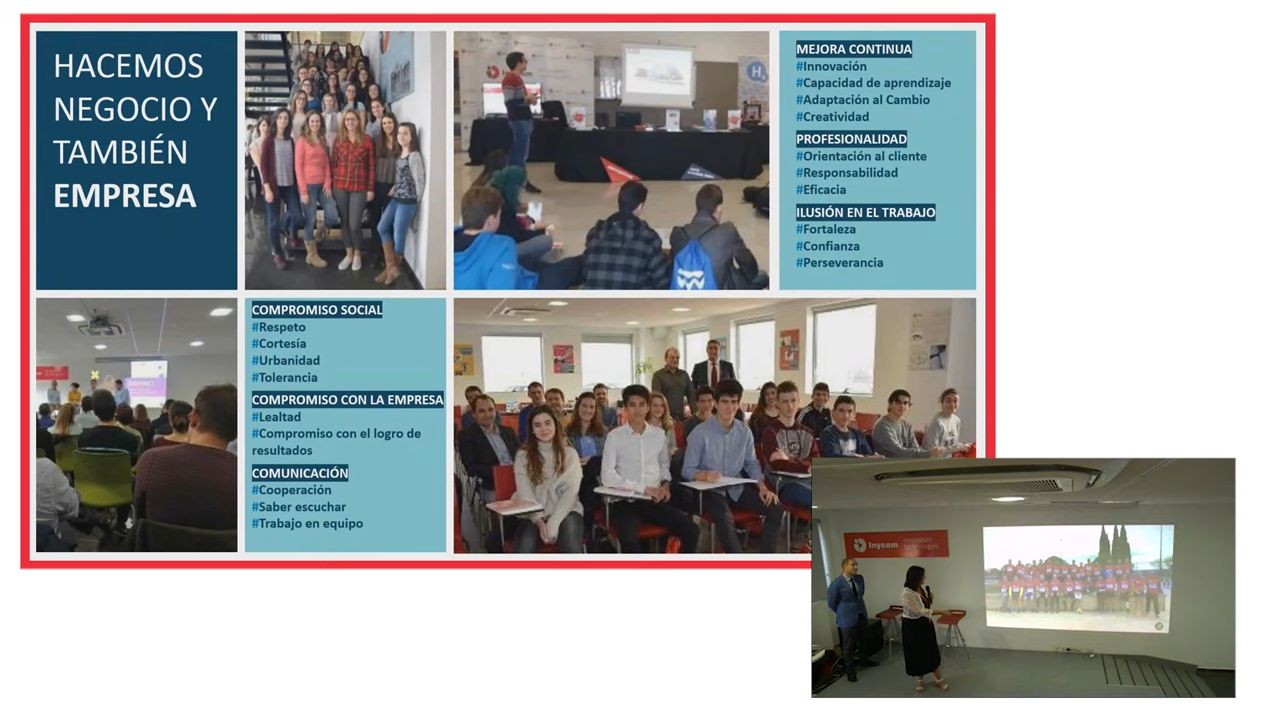 HACEMOS
NEGOCIO Y
TAMBIÉN
EMPRESA
MEJORA CONTINUA
#Innovación
#Capacidad de aprendizaje
#Adaptación al Cambio
#Creatividad
PROFESIONALIDAD
#Orientación al cliente
#Responsabilidad
#Eficacia
ILUSIÓN EN EL TRABAJO
#Fortaleza
#Confianza
#Perseverancia
COMPROMISO SOCIAL
#Respeto
#Cortesía
#Urbanidad
#Tolerancia
COMPROMISO CON LA EMPRESA
#Lealtad
#Compromiso con el logro de
resultados
COMUNICACIÓN
#Cooperación
#Saber escuchar
#Trabajo en equipo
Inycom
innovation
technologies